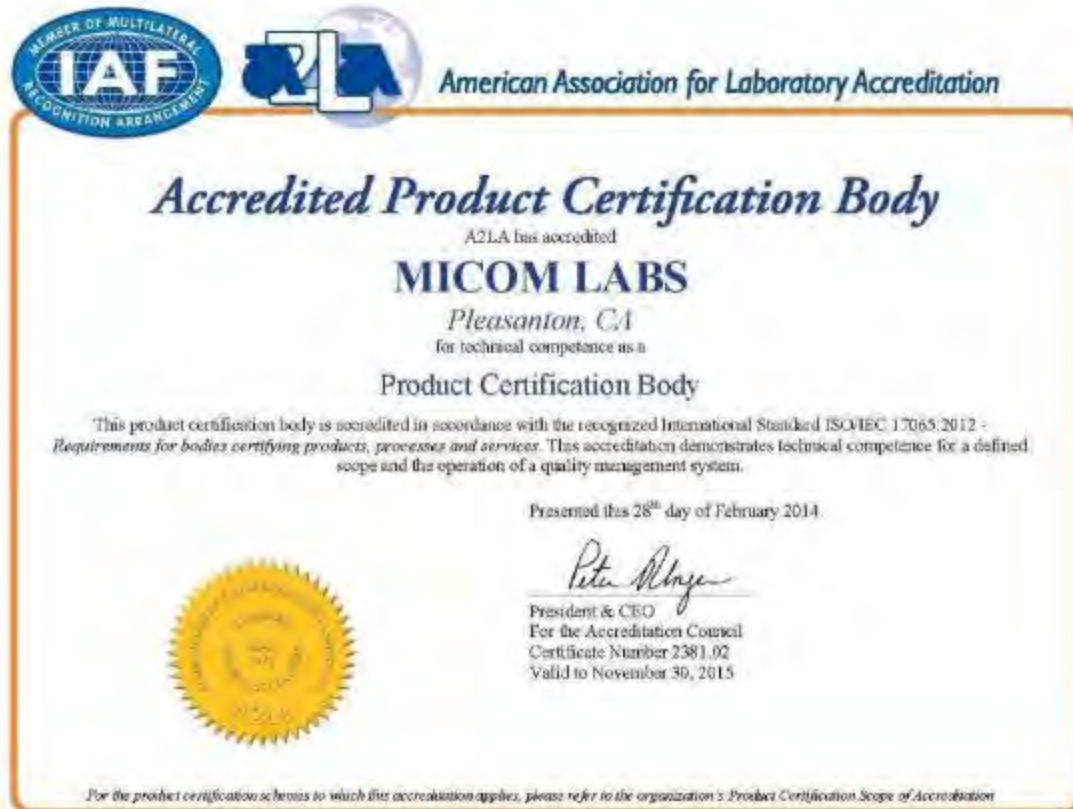 MEMBER OF MULTILATERAL
IAF
RECOGNITION ARRANGEMENT
A2LA
American Association for Laboratory Accreditation
Accredited Product Certification Body
A2LA has accredited
MICOM LABS
Pleasanton, CA
for technical competence as a
Product Certification Body
This product certification body is accredited in accordance with the recognized International Standard ISO/IEC 17065:2012 -
Requirements for bodies certifying products, processes and services. This accreditation demonstrates technical competence for a defined
scope and the operation of a quality management system.
Presented this 28th day of February 2014.
President & CEO
For the Accreditation Council
Certificate Number 2381.02
Valid to November 30, 2015
For the product certification schemes to which this accreditation applies, please refer to the organization's Product Certification Scope of Accreditation